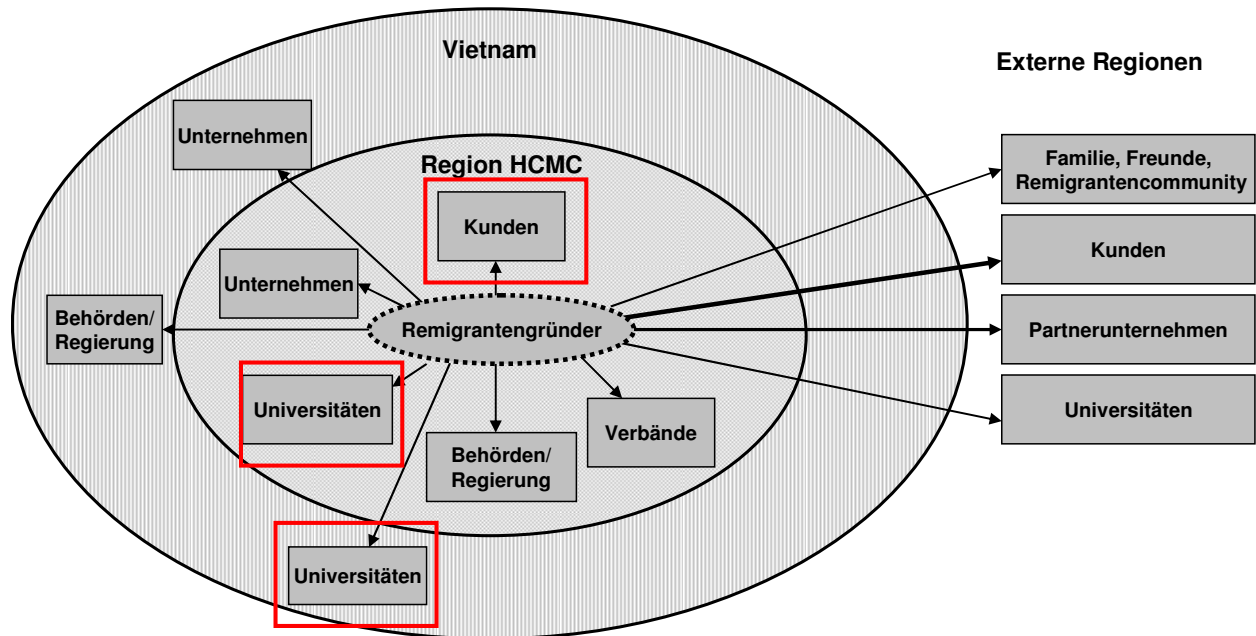 Vietnam
Externe Regionen
Unternehmen
Region HCMC
Familie, Freunde,
Remigrantencommunity
Kunden
Kunden
Unternehmen
Behörden/
Regierung
Remigrantengründer
Partnerunternehmen
Universitäten
Verbände
Universitäten
Behörden/
Regierung
Universitäten